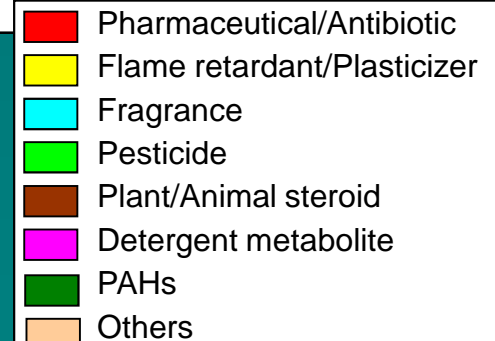 Pharmaceutical/Antibiotic
Flame retardant/Plasticizer
Fragrance
Pesticide
Plant/Animal steroid
Detergent metabolite
PAHs
Others